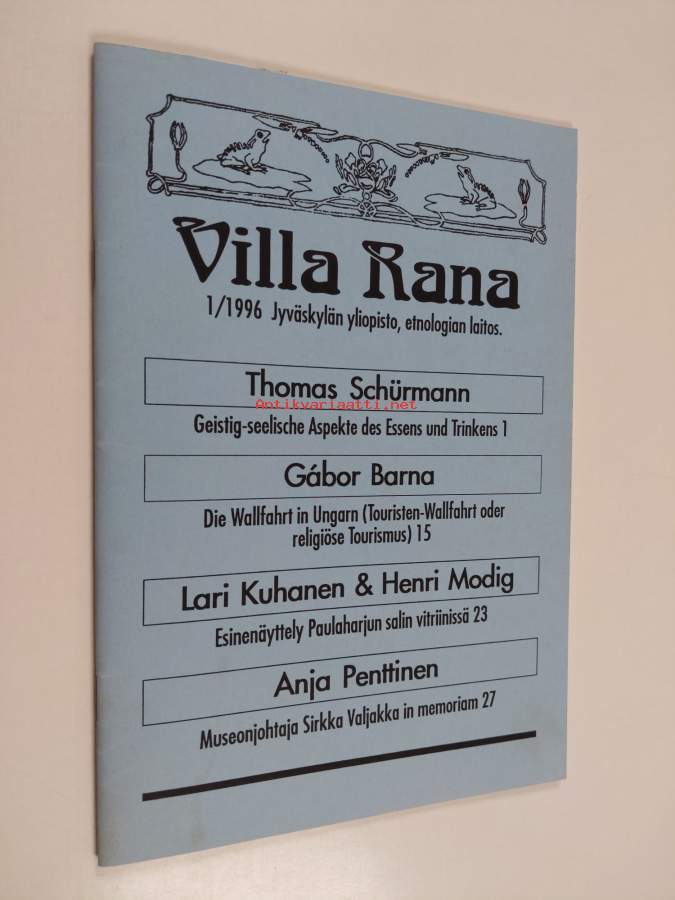 Villa Rana
1/1996 Jyväskylän yliopisto, etnologian laitos.
Thomas Schürmann
Antikvariaatti.net
Geistig-seelische Aspekte des Essens und Trinkens 1
Gábor Barna
Die Wallfahrt in Ungarn (Touristen-Wallfahrt oder
religiöse Tourismus) 15
Lari Kuhanen & Henri Modig
Esinenäyttely Paulaharjun salin vitriinissä 23
Anja Penttinen
Museonjohtaja Sirkka Valjakka in memoriam 27